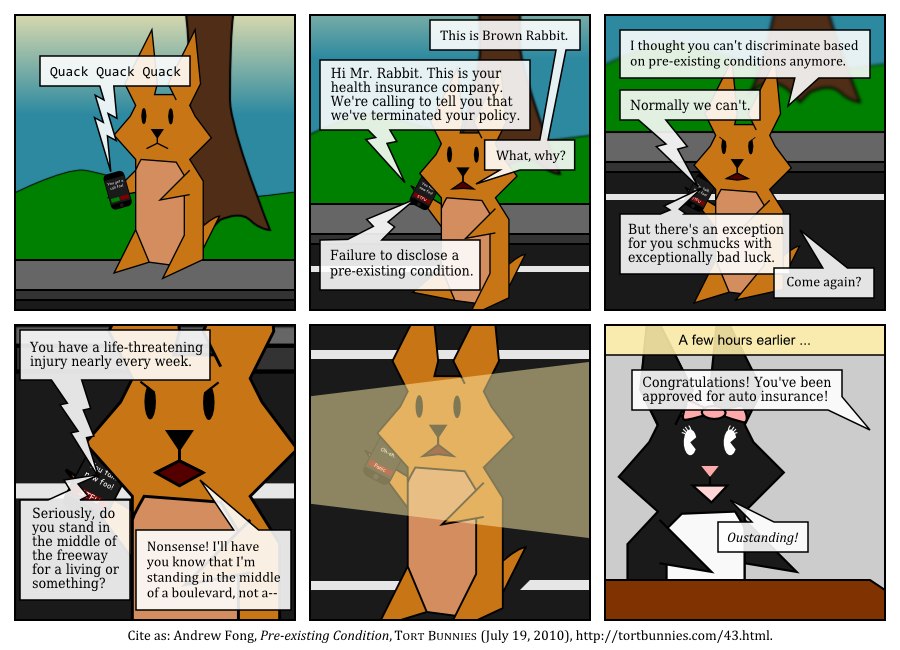 Quack Quack Quack
This is Brown Rabbit.
Hi Mr. Rabbit. This is your
health insurance company.
We're calling to tell you that
we've terminated your policy.
What, why?
Failure to disclose a
pre-existing condition.
I thought you can't discriminate based
on pre-existing conditions anymore.
Normally we can't.
But there's an exception
for you schmucks with
exceptionally bad luck.
Come again?
You have a life-threatening
injury nearly every week.
Seriously, do
you stand in
the middle of
the freeway
for a living or
something?
Nonsense! I'll have
you know that I'm
standing in the middle
of a boulevard, not a--
Oh-oh
Panic
A few hours earlier ...
Congratulations! You've been
approved for auto insurance!
Oustanding!
Cite as: Andrew Fong, Pre-existing Condition, TORT BUNNIES (July 19, 2010), http://tortbunnies.com/43.html.